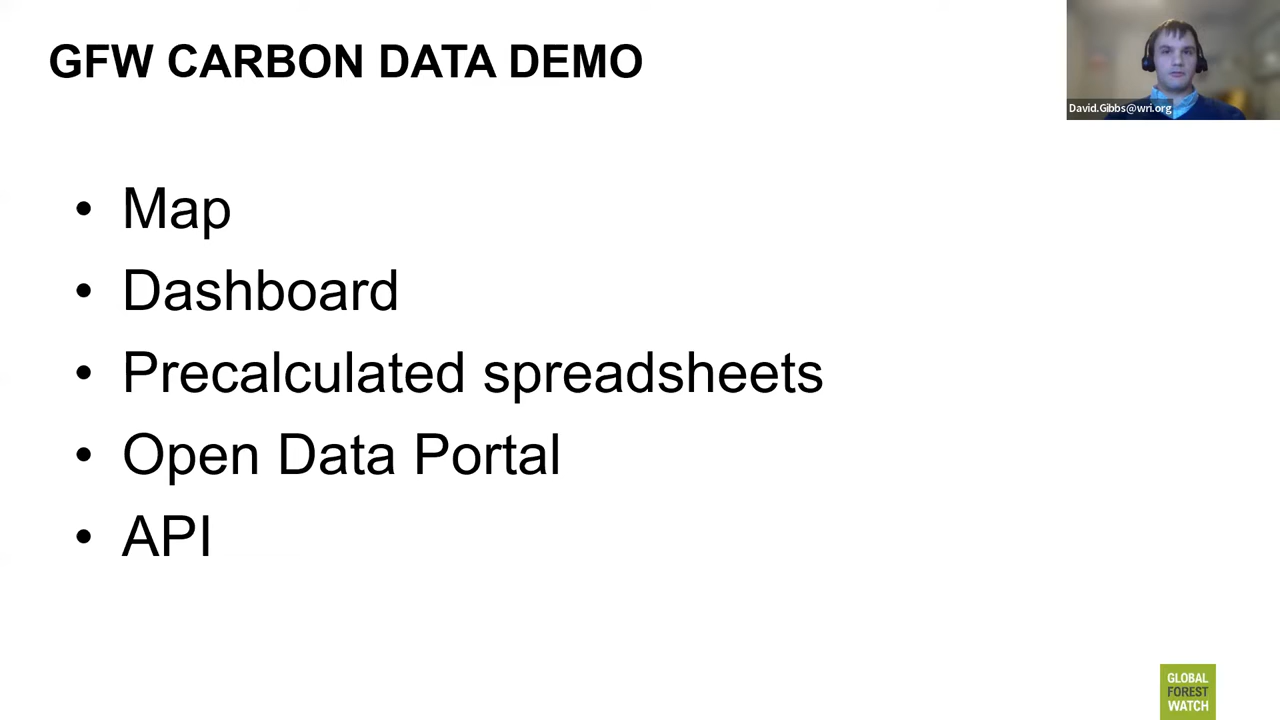 GFW CARBON DATA DEMO
David.Gibbs@wri.org
• Map
• Dashboard
• Precalculated spreadsheets
• Open Data Portal
• API
GLOBAL
FOREST
WATCH